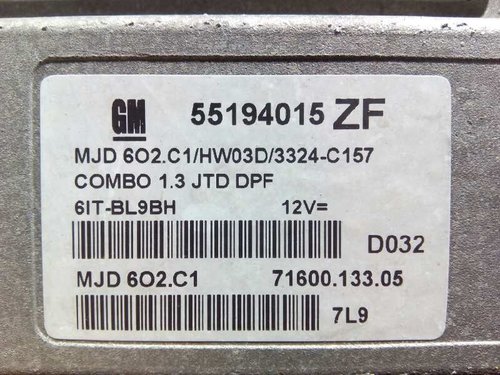 GM 55194015 ZF
MJD 6O2.C1/HW03D/3324-C157
COMBO 1.3 JTD DPF
6IT-BL9BH 12V=
D032
MJD 6O2.C1 71600.133.05
7L9